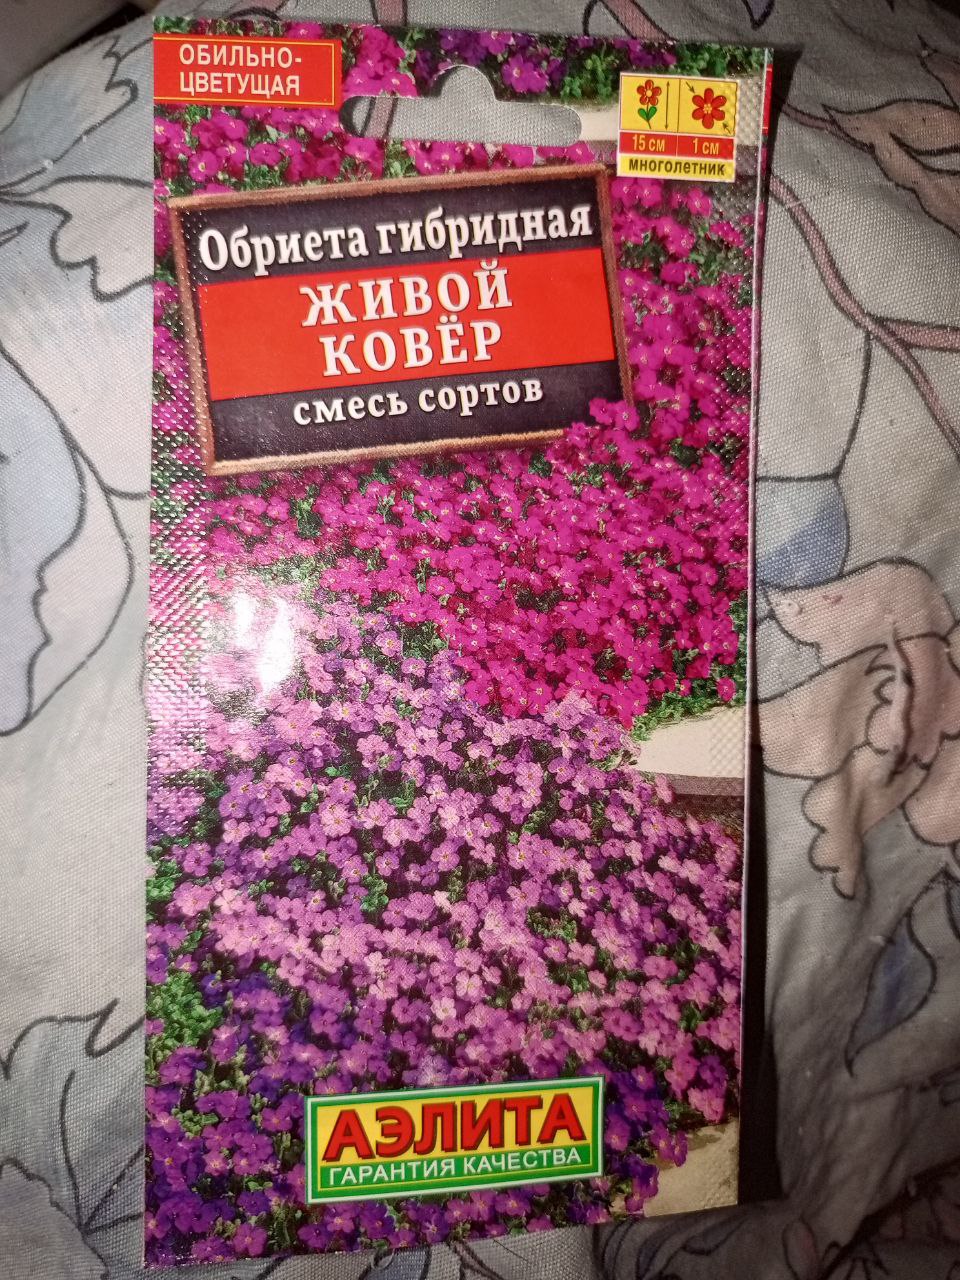 ОБИЛЬНО-
ЦВЕТУЩАЯ
15 см 1 см
многолетник
Обриета гибридная
ЖИВОЙ
КОВЁР
смесь сортов
АЭЛИТА
ГАРАНТИЯ КАЧЕСТВА